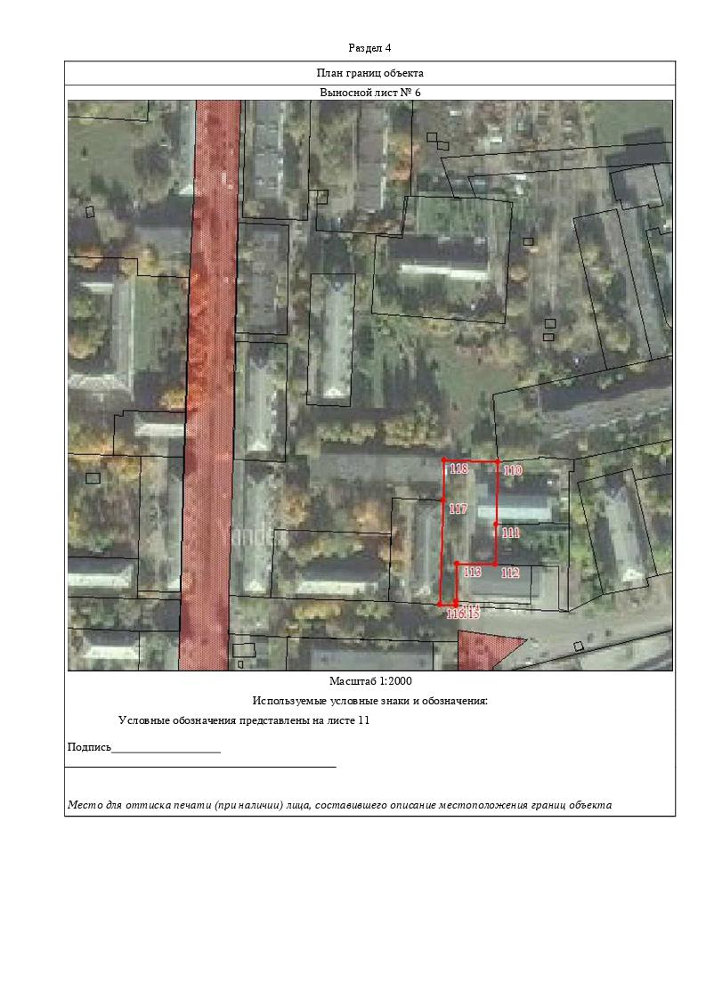 Раздел 4
План границ объекта
Выносной лист № 6
118
110
117
111
113
112
116
115
Масштаб 1:2000
Используемые условные знаки и обозначения:
Условные обозначения представлены на листе 11
Подпись
Место для оттиска печати (при наличии) лица, составившего описание местоположения границ объекта